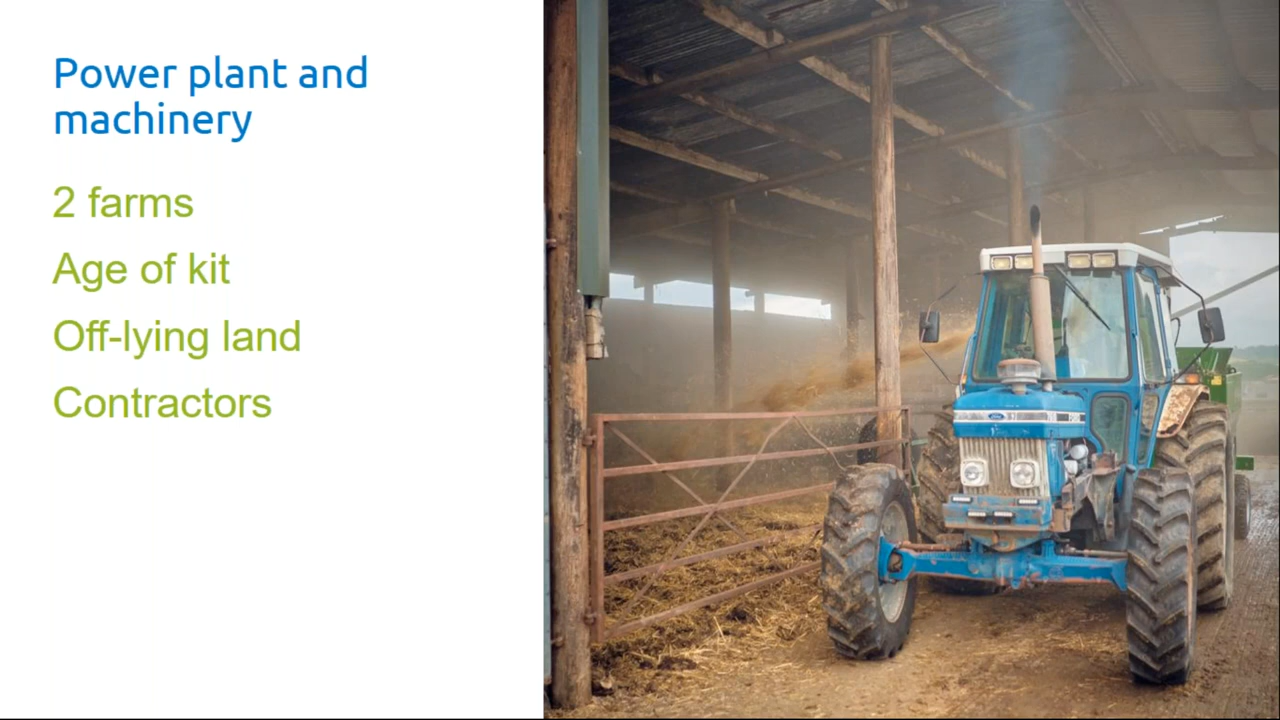 Power plant and
machinery
2 farms
Age of kit
Off-lying land
Contractors